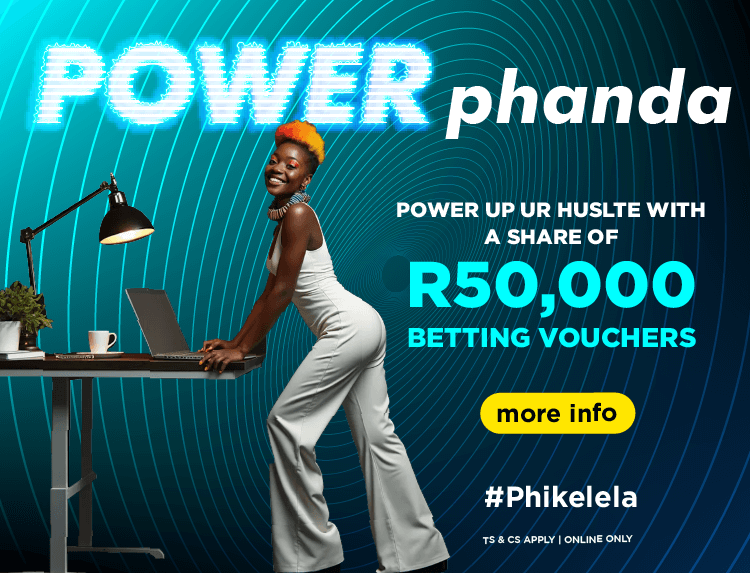 POWER phanda
POWER UP UR HUSLTE WITH
A SHARE OF
R50,000
BETTING VOUCHERS
more info
#Phikelela
TS & CS APPLY | ONLINE ONLY